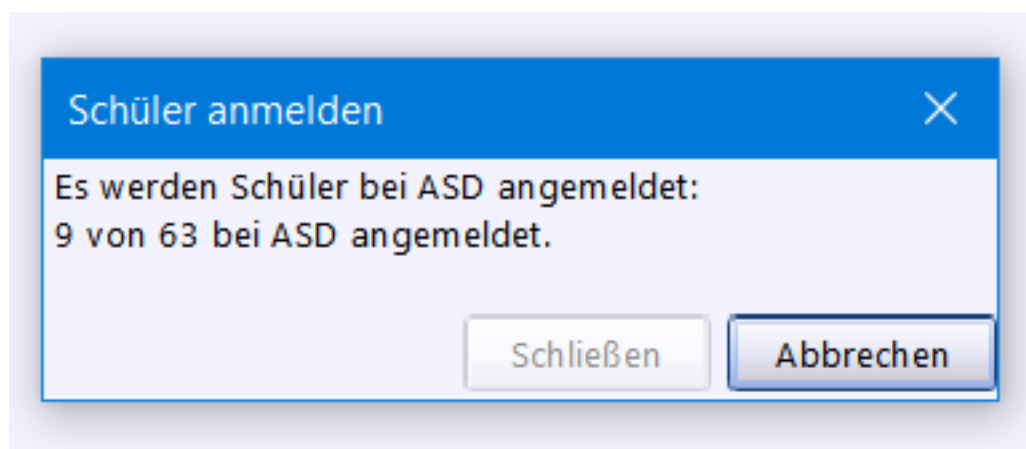 Schüler anmelden
Es werden Schüler bei ASD angemeldet:
9 von 63 bei ASD angemeldet.
Schließen
Abbrechen